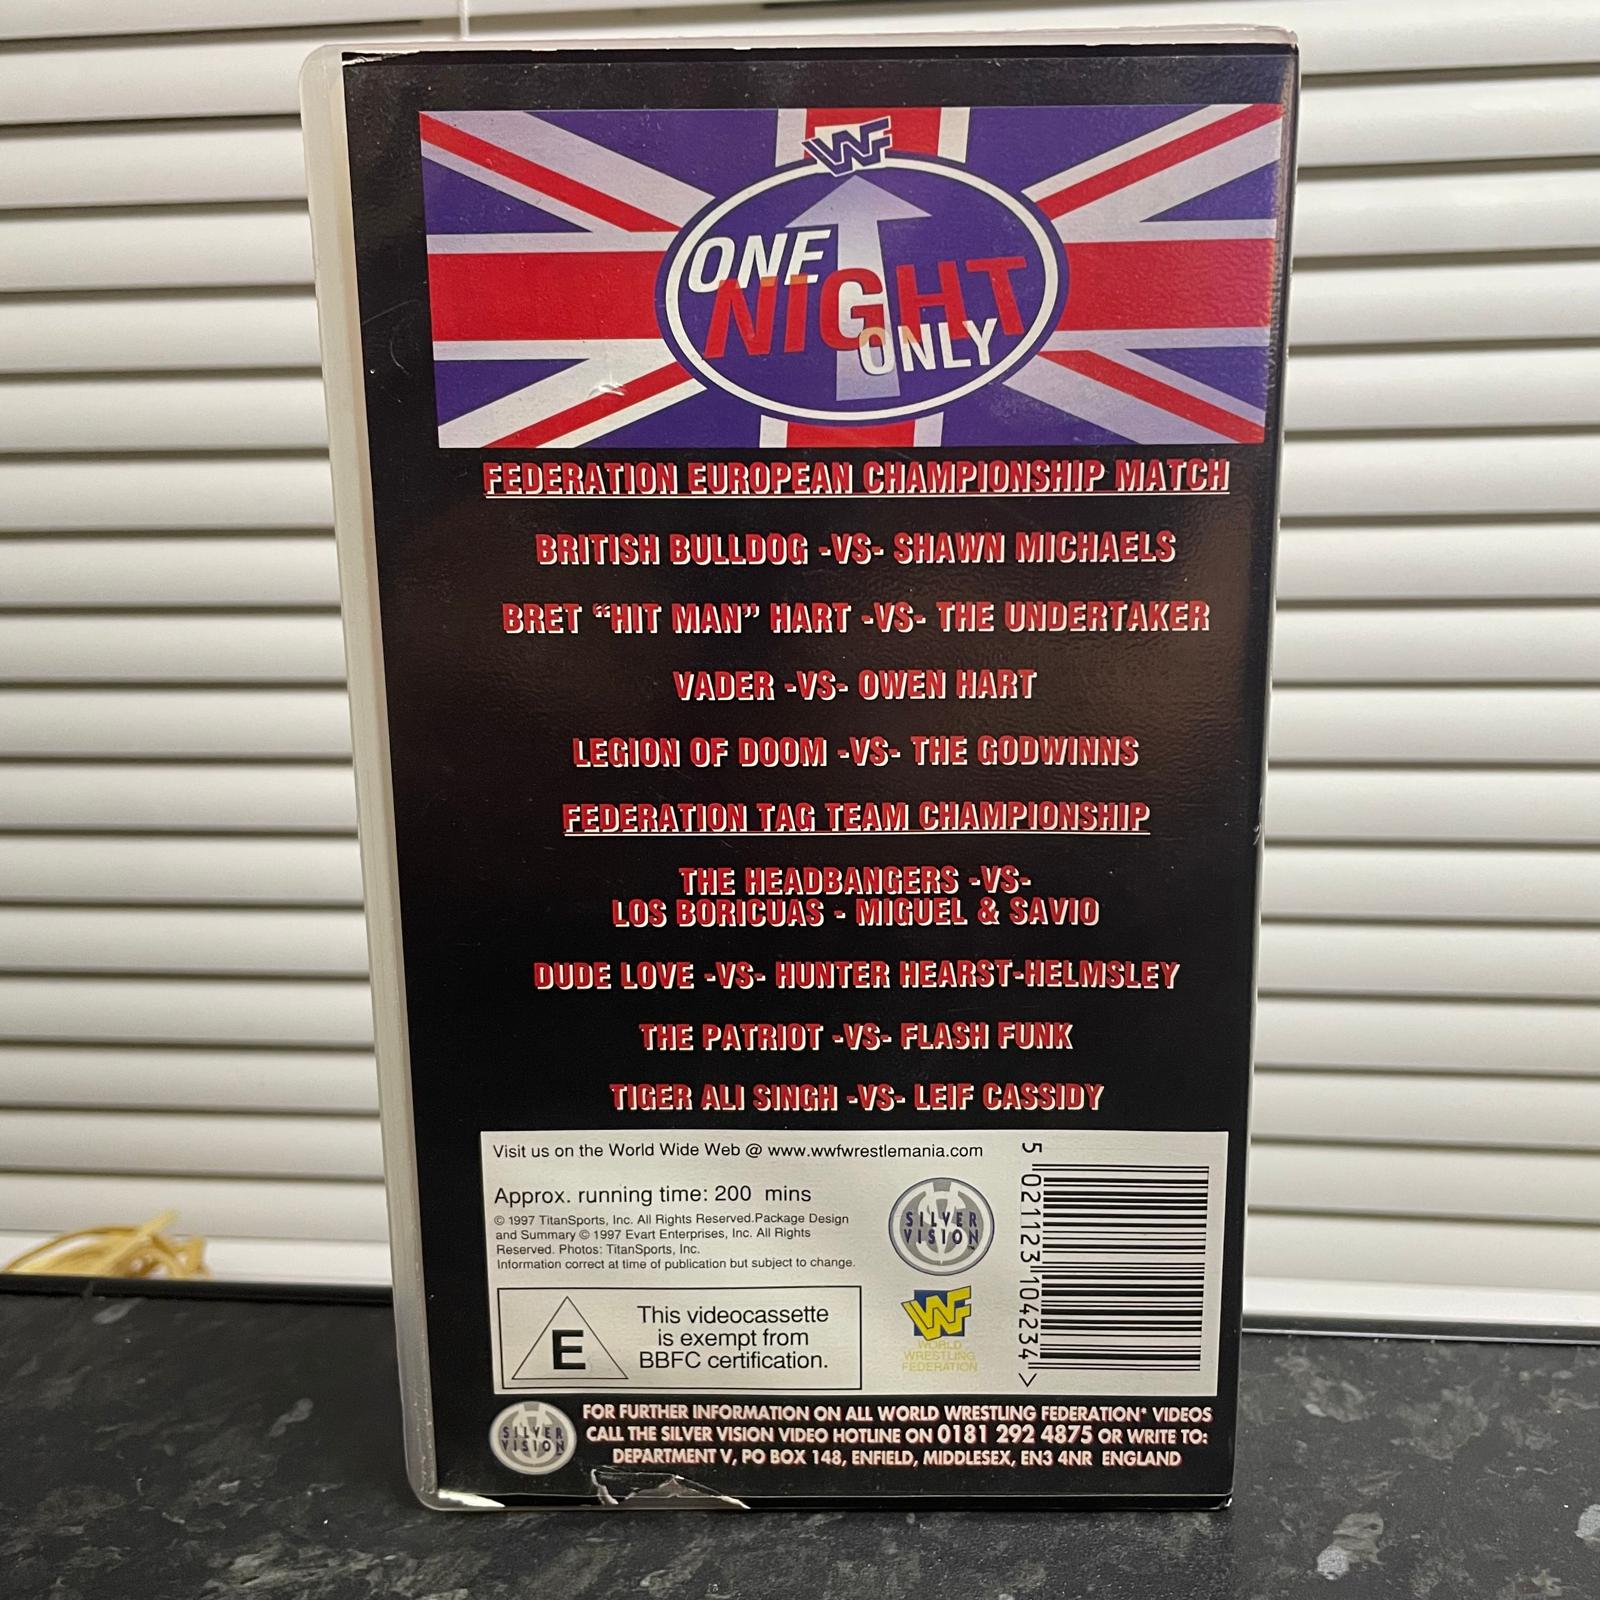 WF
ONE
NIGHT
ONLY
FEDERATION EUROPEAN CHAMPIONSHIP MATCH
BRITISH BULLDOG -VS- SHAWN MICHAELS
BRET “HIT MAN” HART -VS- THE UNDERTAKER
VADER -VS- OWEN HART
LEGION OF DOOM -VS- THE GODWINNS
FEDERATION TAG TEAM CHAMPIONSHIP
THE HEADBANGERS -VS-
LOS BORICUAS - MIGUEL & SAVIO
DUDE LOVE -VS- HUNTER HEARST-HELMSLEY
THE PATRIOT -VS- FLASH FUNK
TIGER ALI SINGH -VS- LEIF CASSIDY
Visit us on the World Wide Web @ www.wwfwrestlemania.com
Approx. running time: 200 mins
© 1997 TitanSports, Inc. All Rights Reserved.Package Design
and Summary © 1997 Evart Enterprises, Inc. All Rights
Reserved. Photos: TitanSports, Inc.
Information correct at time of publication but subject to change.
E
This videocassette
is exempt from
BBFC certification.
SILVER
VISION™
WF
WORLD
WRESTLING
FEDERATION
5 021123 104234 >
SILVER
VISION
FOR FURTHER INFORMATION ON ALL WORLD WRESTLING FEDERATION* VIDEOS
CALL THE SILVER VISION VIDEO HOTLINE ON 0181 292 4875 OR WRITE TO:
DEPARTMENT V, PO BOX 148, ENFIELD, MIDDLESEX, EN3 4NR ENGLAND